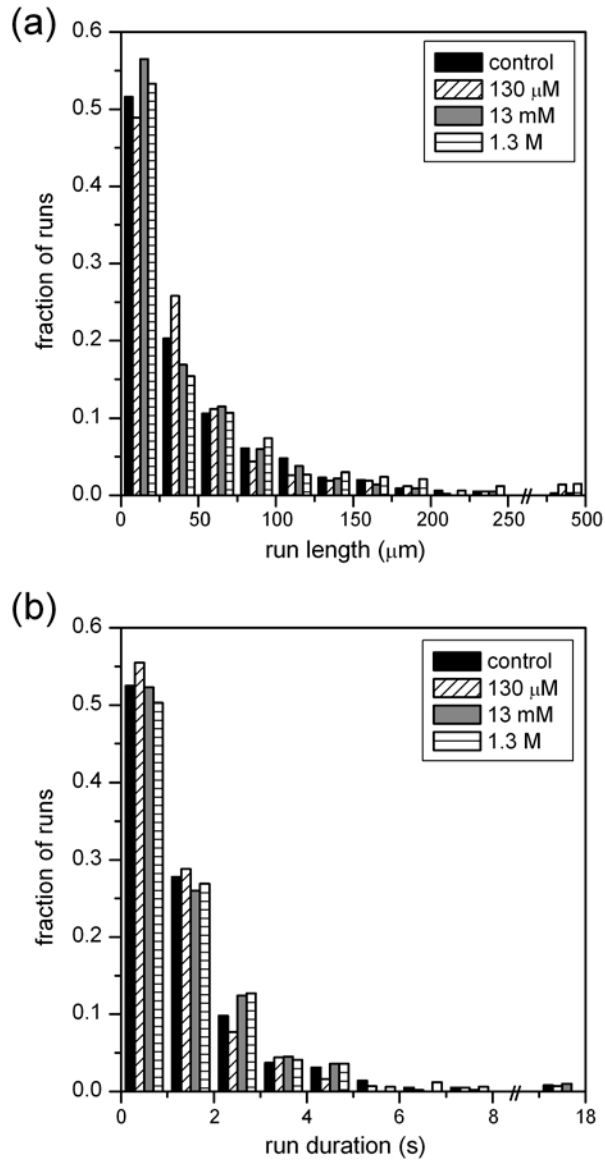 (a)
0.6
0.5
0.4
0.3
0.2
0.1
0.0
fraction of runs
control
130 μM
13 mM
1.3 M
0 50 100 150 200 250 500
run length (μm)
(b)
0.6
0.5
0.4
0.3
0.2
0.1
0.0
fraction of runs
control
130 μM
13 mM
1.3 M
0 2 4 6 8 18
run duration (s)